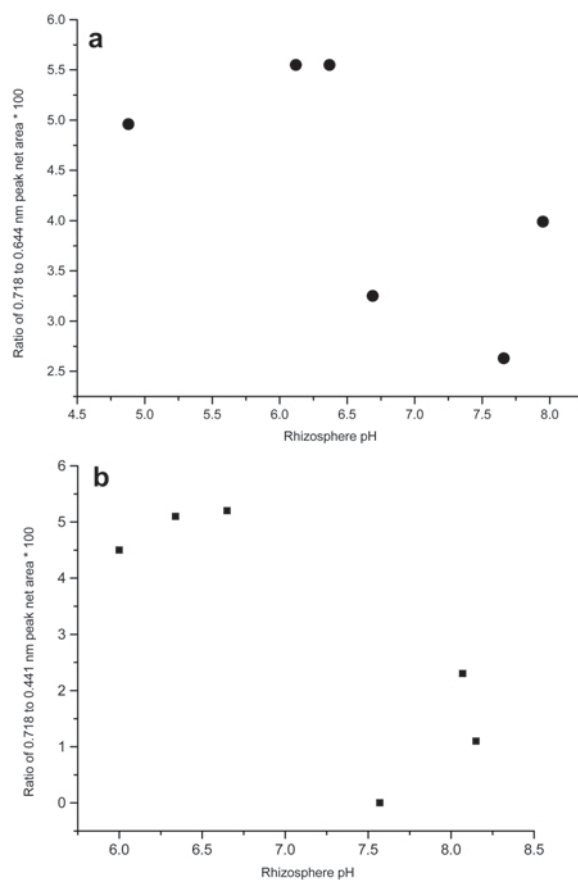 a
6.0
5.5
5.0
4.5
4.0
3.5
3.0
2.5
Ratio of 0.718 to 0.644 nm peak net area * 100
4.5 5.0 5.5 6.0 6.5 7.0 7.5 8.0
Rhizosphere pH
b
6
5
4
3
2
1
0
Ratio of 0.718 to 0.441 nm peak net area * 100
6.0 6.5 7.0 7.5 8.0 8.5
Rhizosphere pH